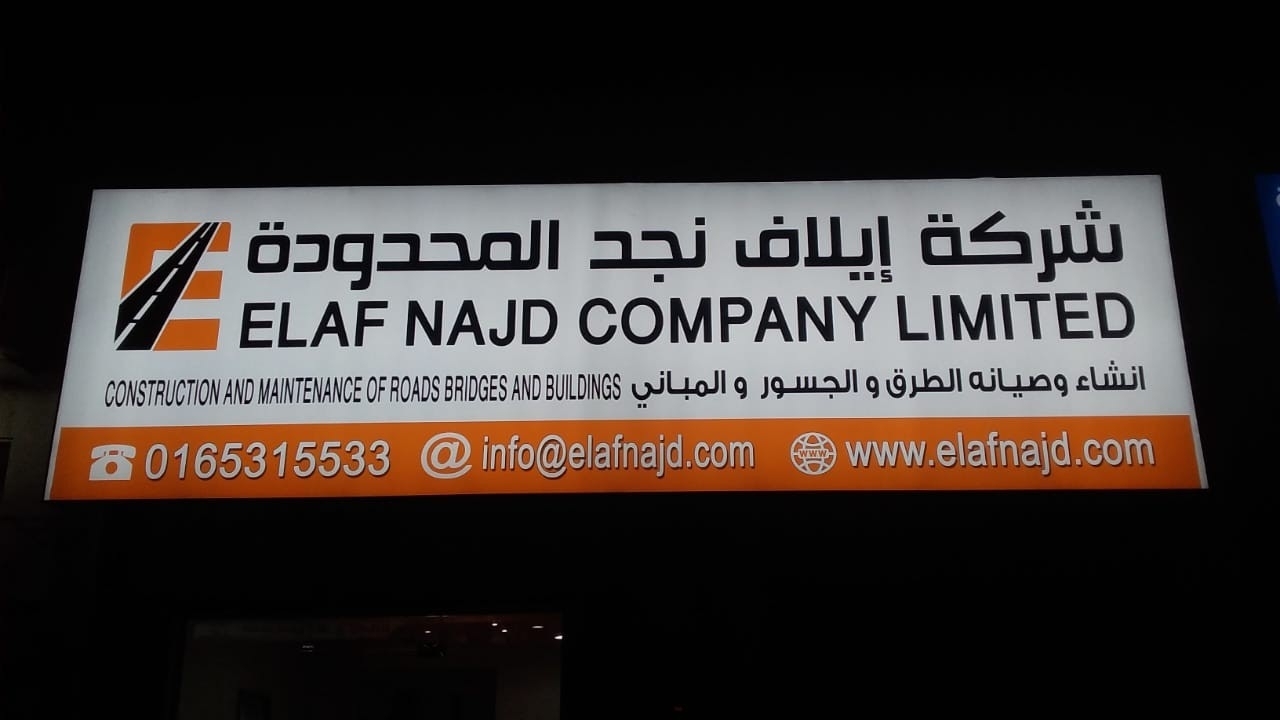 شركة إيلاف نجد المحدودة
ELAF NAJD COMPANY LIMITED
CONSTRUCTION AND MAINTENANCE OF ROADS BRIDGES AND BUILDINGS انشاء وصيانه الطرق و الجسور و المباني
0165315533 @ info@elafnajd.com www www.elafnajd.com